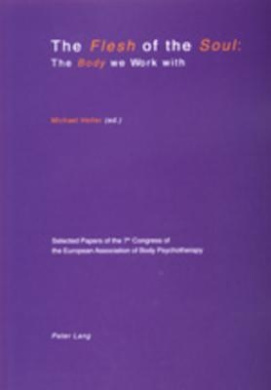 The Flesh of the Soul:
The Body we Work with
Michael Heller (ed.)
Selected Papers of the 7th Congress of
the European Association of Body Psychotherapy
Peter Lang